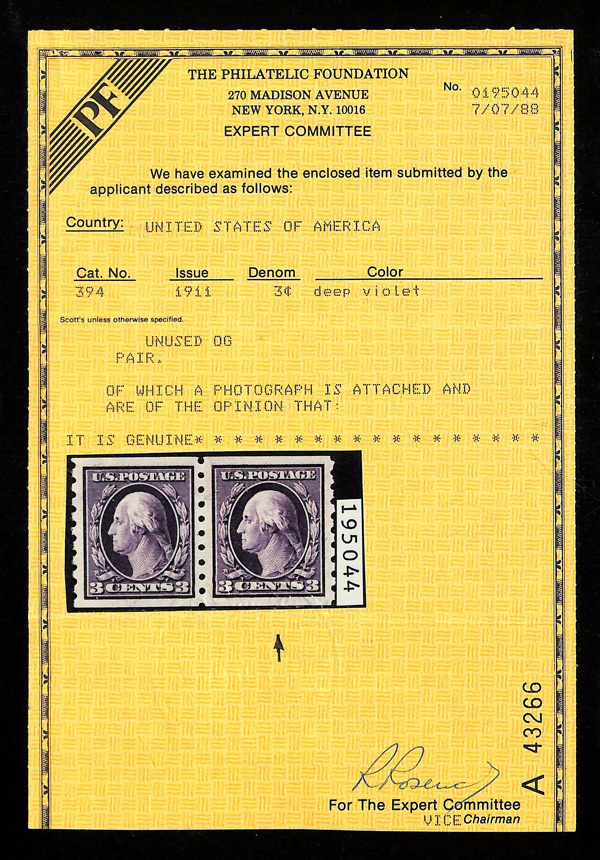 PF
THE PHILATELIC FOUNDATION
270 MADISON AVENUE
NEW YORK, N.Y. 10016
EXPERT COMMITTEE
No. 0195044
7/07/88
We have examined the enclosed item submitted by the
applicant described as follows:
Country: UNITED STATES OF AMERICA
Cat. No. Issue Denom Color
394 1911 3¢ deep violet
Scott's unless otherwise specified.
UNUSED OG
PAIR.
OF WHICH A PHOTOGRAPH IS ATTACHED AND
ARE OF THE OPINION THAT:
IT IS GENUINE* * * * * * * * * * * * * * * * * *
U.S.POSTAGE U.S.POSTAGE
3 CENTS 3 3 CENTS 3
195044
A 43266
For The Expert Committee
VICE Chairman